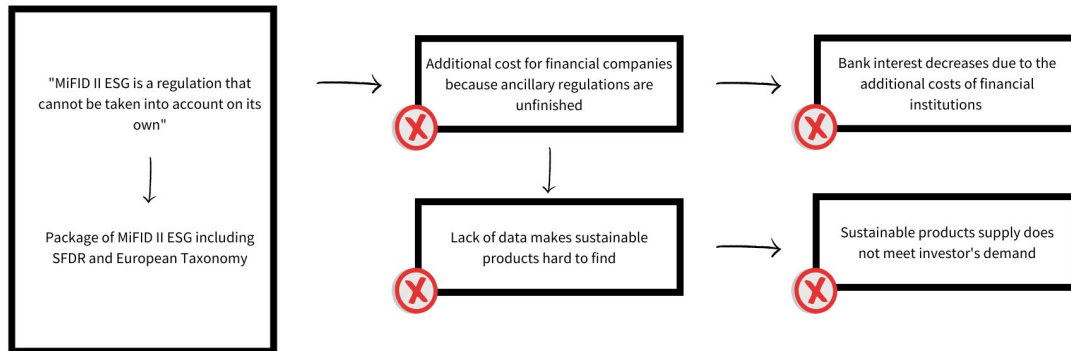 "MiFID II ESG is a regulation that
cannot be taken into account on its
own"
Package of MiFID II ESG including
SFDR and European Taxonomy
Additional cost for financial companies
because ancillary regulations are
unfinished
Lack of data makes sustainable
products hard to find
Bank interest decreases due to the
additional costs of financial
institutions
Sustainable products supply does
not meet investor's demand